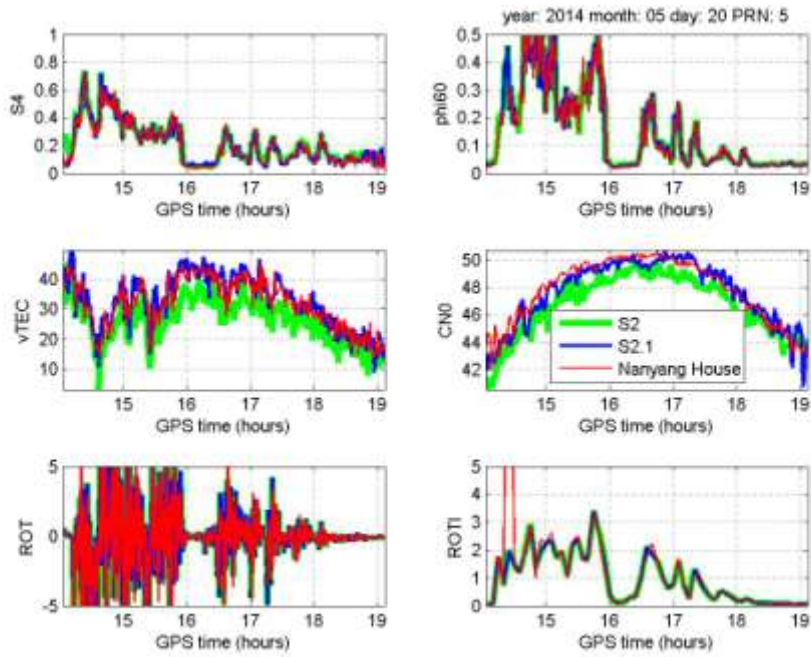 year: 2014 month: 05 day: 20 PRN: 5
1
0.8
0.6
0.4
0.2
0
S4
15 16 17 18 19
GPS time (hours)
0.5
0.4
0.3
0.2
0.1
0
phi60
15 16 17 18 19
GPS time (hours)
40
30
20
10
vTEC
15 16 17 18 19
GPS time (hours)
50
48
46
44
42
CN0
S2
S2.1
Nanyang House
15 16 17 18 19
GPS time (hours)
5
0
-5
ROT
15 16 17 18 19
GPS time (hours)
5
4
3
2
1
0
ROTI
15 16 17 18 19
GPS time (hours)